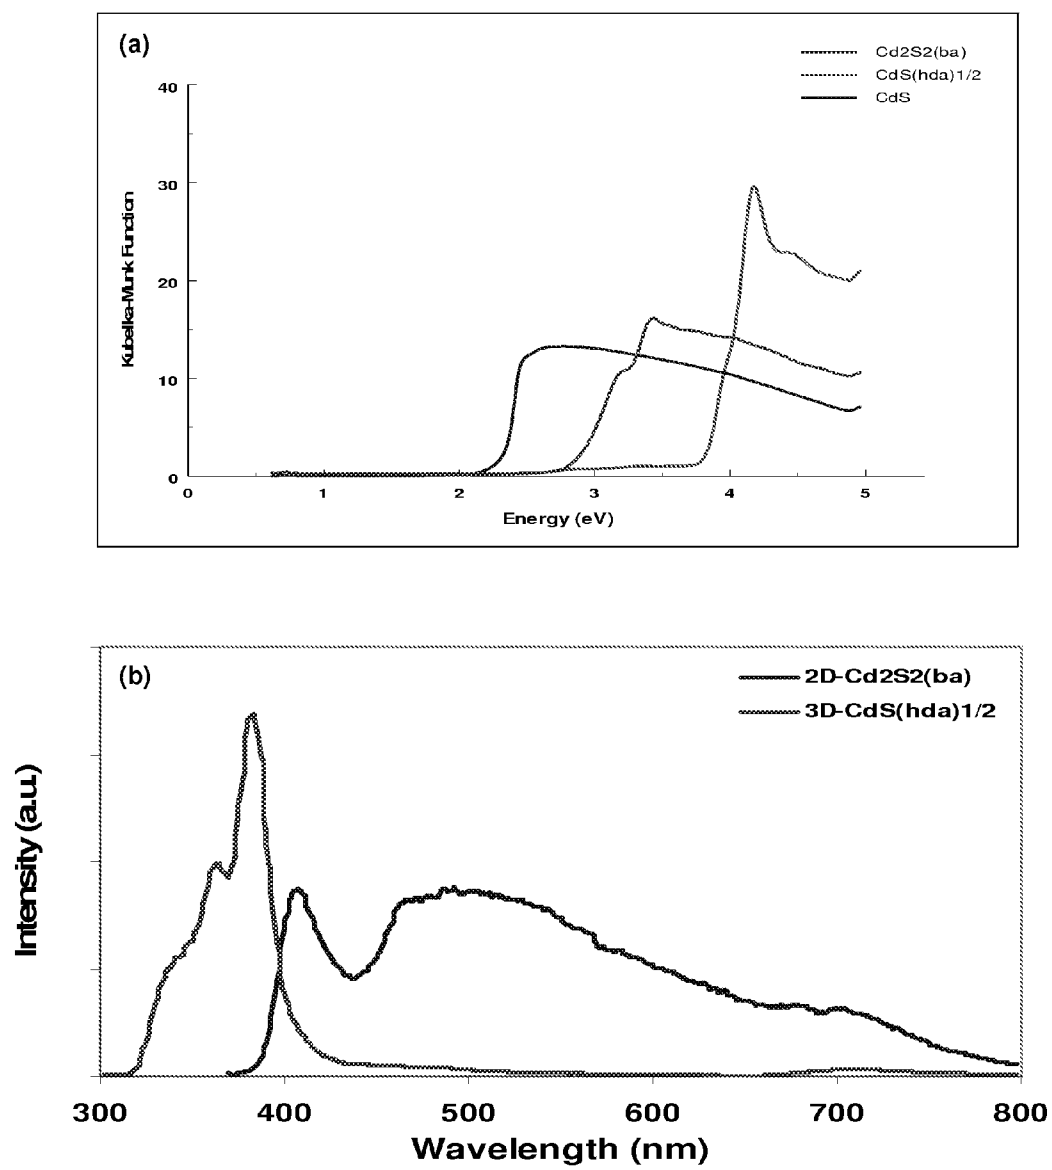 (a)
Cd2S2(ba)
CdS(hda)1/2
CdS
40
30
20
10
0
Kubelka-Munk Function
0 1 2 3 4 5
Energy (eV)
(b)
2D-Cd2S2(ba)
3D-CdS(hda)1/2
Intensity (a.u.)
300 400 500 600 700 800
Wavelength (nm)